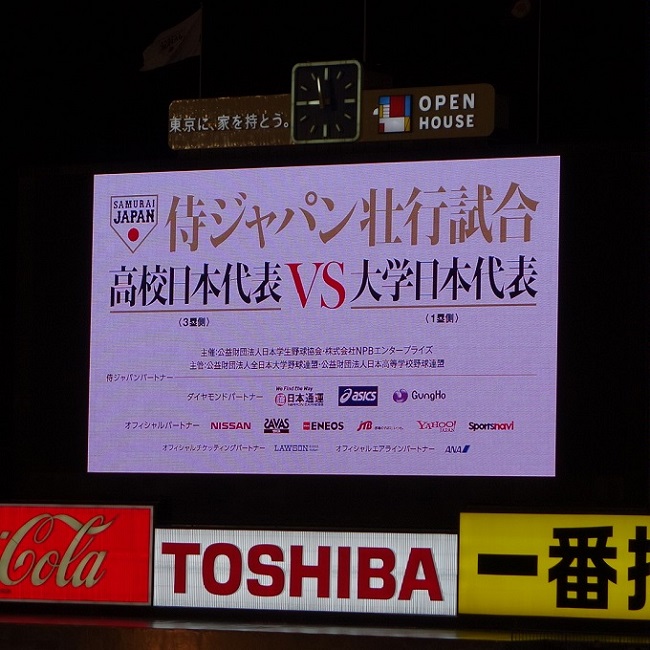 東京に、家を持とう。
OPEN
HOUSE
SAMURAI
JAPAN
侍ジャパン壮行試合
高校日本代表 VS 大学日本代表
(3塁側) (1塁側)
主催:公益財団法人日本学生野球協会・株式会社NPBエンタープライズ
主管:公益財団法人全日本大学野球連盟・公益財団法人日本高等学校野球連盟
侍ジャパンパートナー
ダイヤモンドパートナー We Find the Way 日本通運 asics GungHo
オフィシャルパートナー NISSAN SAVAS ENEOS JTB YAHOO! JAPAN Sportsnavi
オフィシャルチケッティングパートナー LAWSON オフィシャルエアラインパートナー ANA
Cola
TOSHIBA
一番